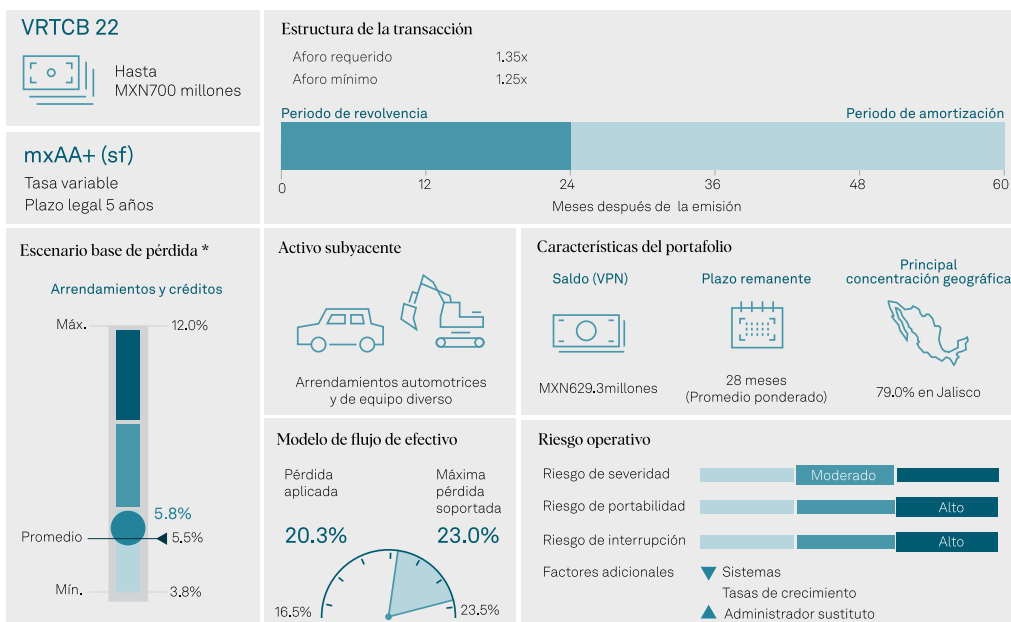 VRTCB 22
Hasta
MXN700 millones
mxAA+ (sf)
Tasa variable
Plazo legal 5 años
Estructura de la transacción
Aforo requerido 1.35x
Aforo mínimo 1.25x
Periodo de revolvencia Periodo de amortización
0 12 24 36 48 60
Meses después de la emisión
Escenario base de pérdida *
Arrendamientos y créditos
Máx. 12.0%
5.8%
Promedio 5.5%
Mín. 3.8%
Activo subyacente
Arrendamientos automotrices
y de equipo diverso
Características del portafolio
Saldo (VPN)
MXN629.3millones
Plazo remanente
28 meses
(Promedio ponderado)
Principal
concentración geográfica
79.0% en Jalisco
Modelo de flujo de efectivo
Pérdida
aplicada
20.3%
Máxima
pérdida
soportada
23.0%
16.5% 23.5%
Riesgo operativo
Riesgo de severidad Moderado
Riesgo de portabilidad Alto
Riesgo de interrupción Alto
Factores adicionales Sistemas
Tasas de crecimiento
Administrador sustituto